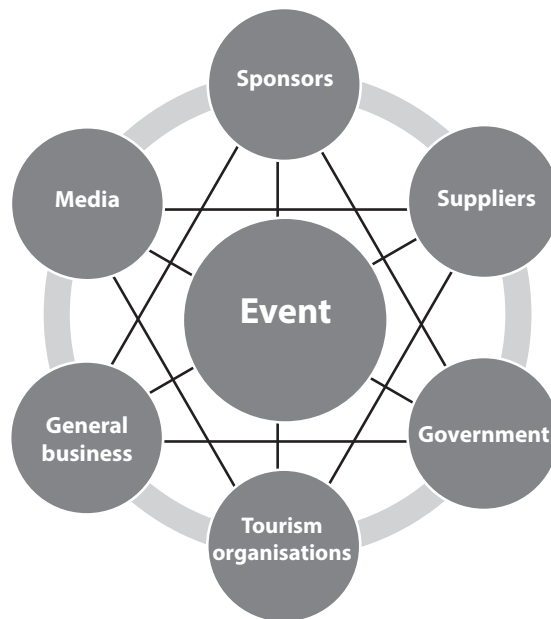 Sponsors
Media
Suppliers
Event
General
business
Government
Tourism
organisations